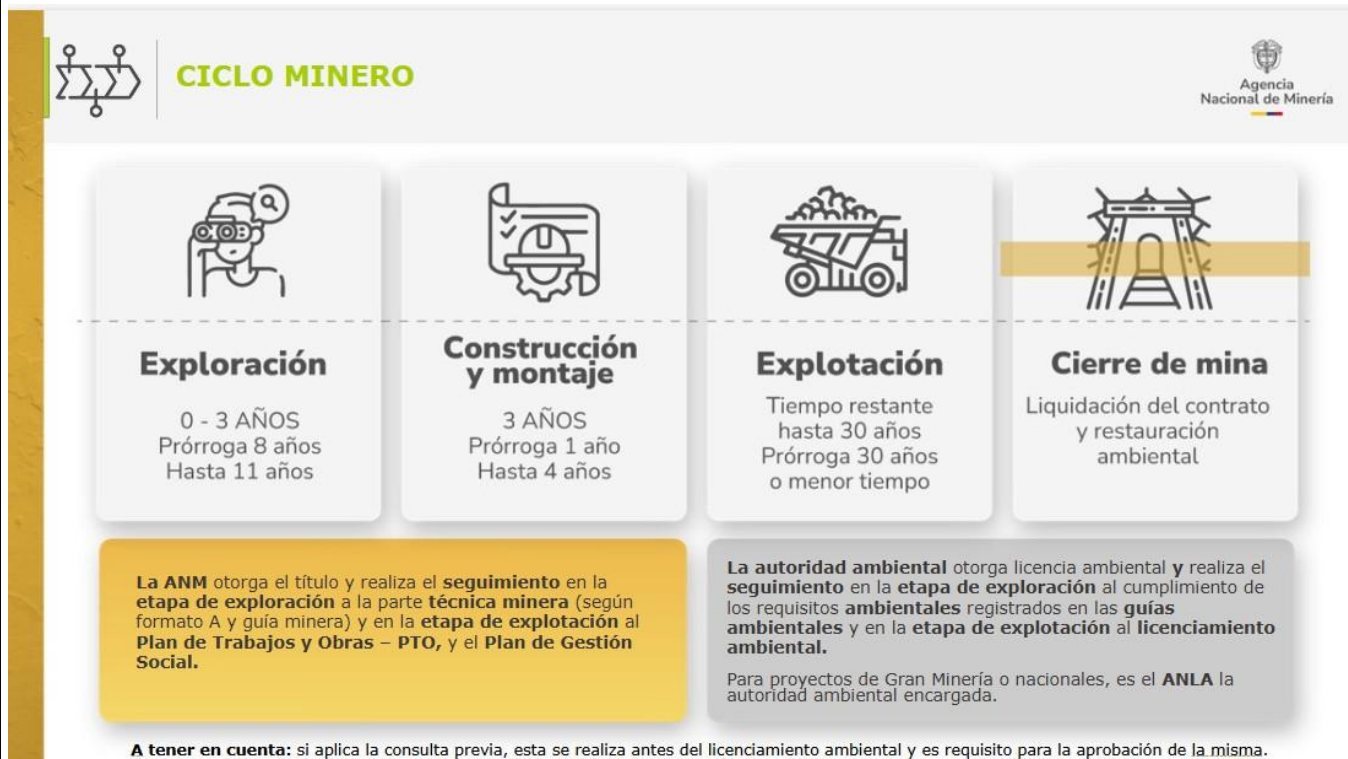 CICLO MINERO
Agencia
Nacional de Minería
Exploración
0 - 3 AÑOS
Prórroga 8 años
Hasta 11 años
Construcción
y montaje
3 AÑOS
Prórroga 1 año
Hasta 4 años
Explotación
Tiempo restante
hasta 30 años
Prórroga 30 años
o menor tiempo
Cierre de mina
Liquidación del contrato
y restauración
ambiental
La ANM otorga el título y realiza el seguimiento en la
etapa de exploración a la parte técnica minera (según
formato A y guía minera) y en la etapa de explotación al
Plan de Trabajos y Obras – PTO, y el Plan de Gestión
Social.
La autoridad ambiental otorga licencia ambiental y realiza el
seguimiento en la etapa de exploración al cumplimiento de
los requisitos ambientales registrados en las guías
ambientales y en la etapa de explotación al licenciamiento
ambiental.
Para proyectos de Gran Minería o nacionales, es el ANLA la
autoridad ambiental encargada.
A tener en cuenta: si aplica la consulta previa, esta se realiza antes del licenciamiento ambiental y es requisito para la aprobación de la misma.